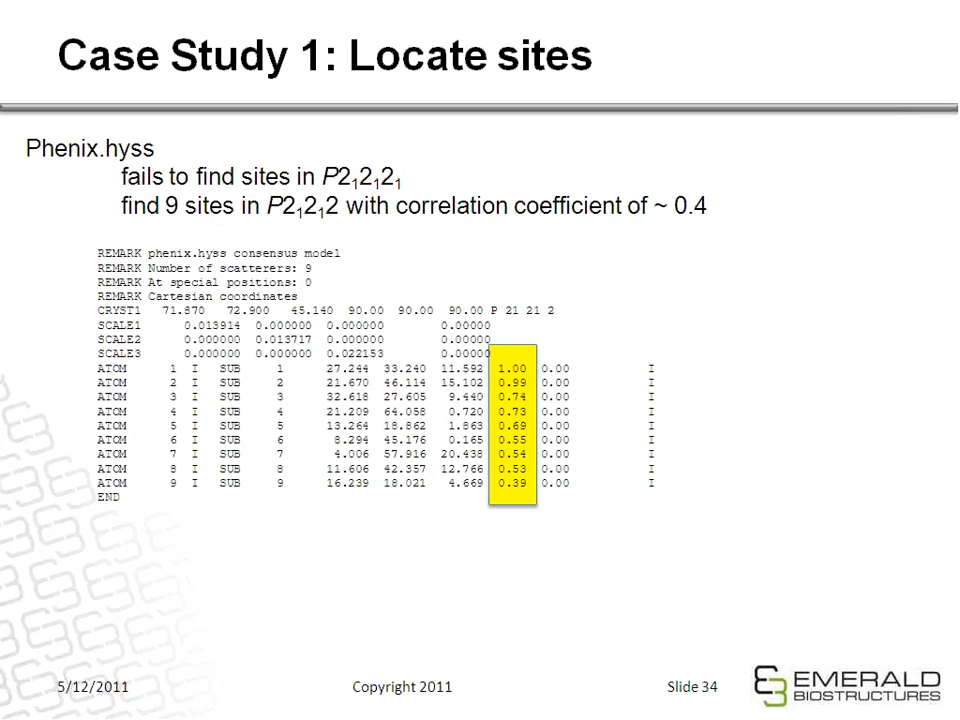 Case Study 1: Locate sites
Phenix.hyss
fails to find sites in P2₁2₁2₁
find 9 sites in P2₁2₁2 with correlation coefficient of ~ 0.4
REMARK phenix.hyss consensus model
REMARK Number of scatterers: 9
REMARK At special positions: 0
REMARK Cartesian coordinates
CRYST1 71.870 72.900 45.140 90.00 90.00 90.00 P 21 21 2
SCALE1 0.013914 0.000000 0.000000 0.00000
SCALE2 0.000000 0.013717 0.000000 0.00000
SCALE3 0.000000 0.000000 0.022153 0.00000
ATOM 1 I SUB 1 27.244 33.240 11.592 1.00 0.00 I
ATOM 2 I SUB 2 21.670 46.114 15.102 0.99 0.00 I
ATOM 3 I SUB 3 32.618 27.605 9.440 0.74 0.00 I
ATOM 4 I SUB 4 21.209 64.058 0.720 0.73 0.00 I
ATOM 5 I SUB 5 13.264 18.862 1.863 0.69 0.00 I
ATOM 6 I SUB 6 8.294 45.176 0.165 0.55 0.00 I
ATOM 7 I SUB 7 4.006 57.916 20.438 0.54 0.00 I
ATOM 8 I SUB 8 11.606 42.357 12.766 0.53 0.00 I
ATOM 9 I SUB 9 16.239 18.021 4.669 0.39 0.00 I
END
5/12/2011
Copyright 2011
Slide 34
EMERALD
BIOSTRUCTURES